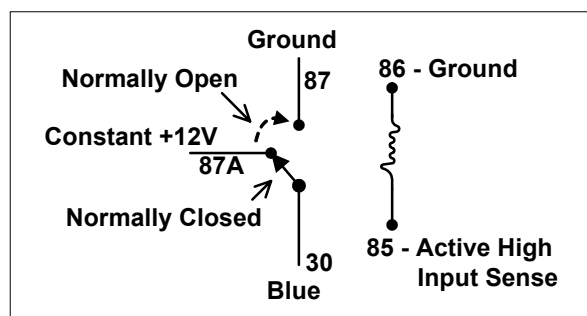 Ground
87
Normally Open
Constant +12V
87A
Normally Closed
30
Blue
86 - Ground
85 - Active High
Input Sense